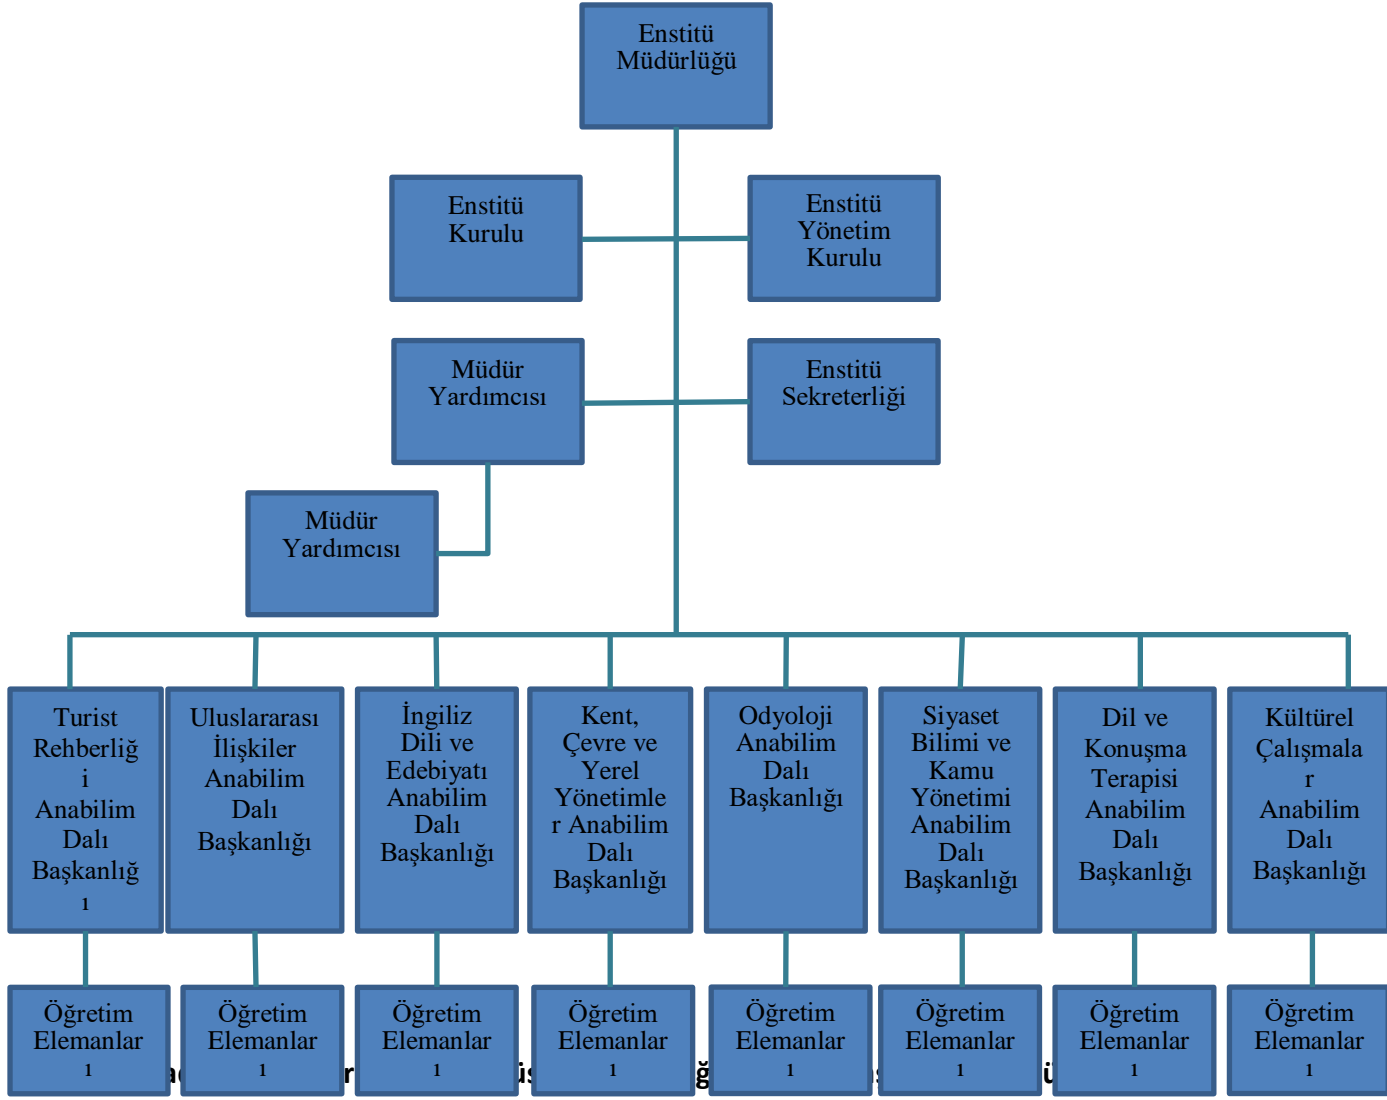 Enstitü
Müdürlüğü
Enstitü
Kurulu
Enstitü
Yönetim
Kurulu
Müdür
Yardımcısı
Enstitü
Sekreterliği
Müdür
Yardımcısı
Turist
Rehberliğ
i
Anabilim
Dalı
Başkanlığ
ı
Uluslararası
İlişkiler
Anabilim
Dalı
Başkanlığı
İngiliz
Dili ve
Edebiyatı
Anabilim
Dalı
Başkanlığı
Kent,
Çevre ve
Yerel
Yönetimle
r Anabilim
Dalı
Başkanlığı
Odyoloji
Anabilim
Dalı
Başkanlığı
Siyaset
Bilimi ve
Kamu
Yönetimi
Anabilim
Dalı
Başkanlığı
Dil ve
Konuşma
Terapisi
Anabilim
Dalı
Başkanlığı
Kültürel
Çalışmala
r
Anabilim
Dalı
Başkanlığı
Öğretim
Elemanlar
ı
Öğretim
Elemanlar
ı
Öğretim
Elemanlar
ı
Öğretim
Elemanlar
ı
Öğretim
Elemanlar
ı
Öğretim
Elemanlar
ı
Öğretim
Elemanlar
ı
Öğretim
Elemanlar
ı